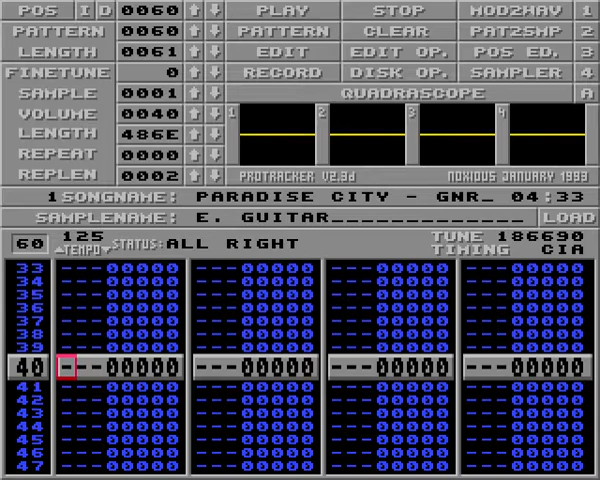 POS I D 0060 PLAY STOP MOD2WAV 1
PATTERN 0060 PATTERN CLEAR PAT2SMP 2
LENGTH 0061 EDIT EDIT OP. POS ED. 3
FINETUNE 0 RECORD DISK OP. SAMPLER 4
SAMPLE 0001 QUADRASCOPE A
VOLUME 0040 1 2 3 4
LENGTH 486E
REPEAT 0000
REPLEN 0002 PROTRACKER V2.3d NOXIOUS JANUARY 1993
1 SONGNAME: PARADISE CITY - GNR_ 04:33
SAMPLENAME: E. GUITAR______________ LOAD
60 125 TEMPO STATUS: ALL RIGHT TUNE 186690
TIMING CIA
33 ---00000 ---00000 ---00000 ---00000
34 ---00000 ---00000 ---00000 ---00000
35 ---00000 ---00000 ---00000 ---00000
36 ---00000 ---00000 ---00000 ---00000
37 ---00000 ---00000 ---00000 ---00000
38 ---00000 ---00000 ---00000 ---00000
39 ---00000 ---00000 ---00000 ---00000
40 ---00000 ---00000 ---00000 ---00000
41 ---00000 ---00000 ---00000 ---00000
42 ---00000 ---00000 ---00000 ---00000
43 ---00000 ---00000 ---00000 ---00000
44 ---00000 ---00000 ---00000 ---00000
45 ---00000 ---00000 ---00000 ---00000
46 ---00000 ---00000 ---00000 ---00000
47 ---00000 ---00000 ---00000 ---00000